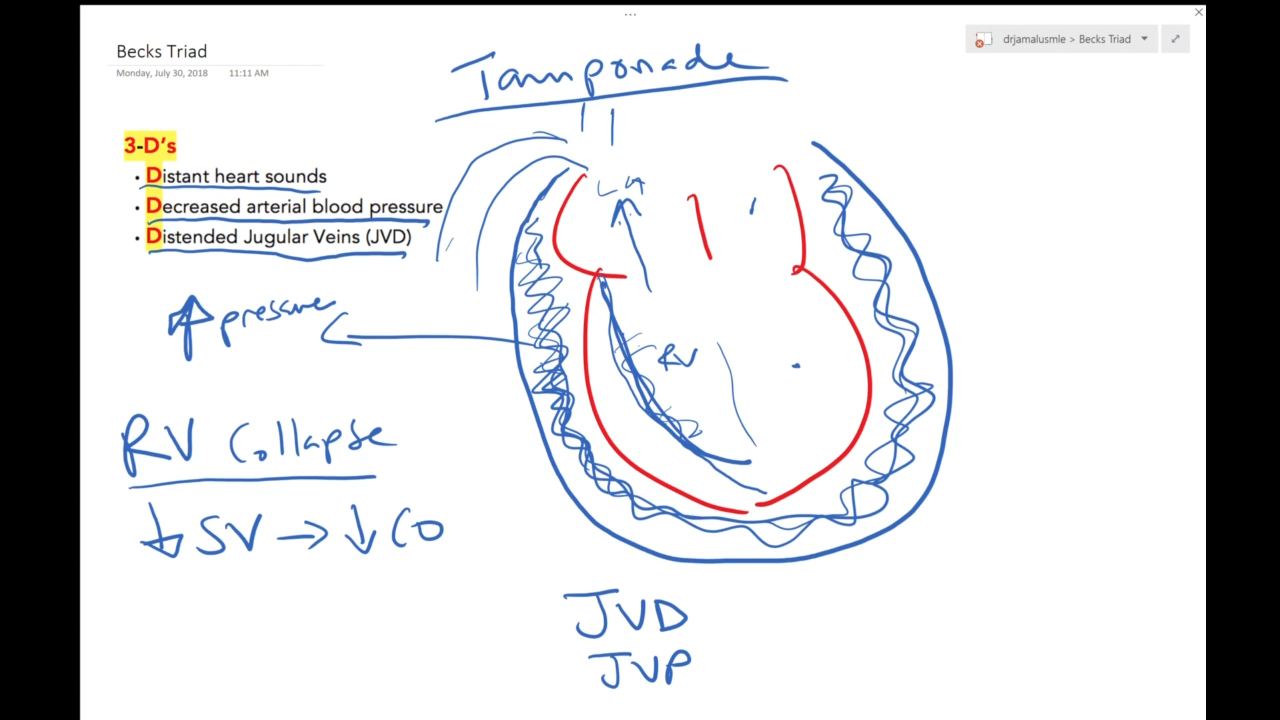 Becks Triad
Monday, July 30, 2018 11:11 AM
drjamalusmle > Becks Triad
Tamponade
3-D's
• Distant heart sounds
• Decreased arterial blood pressure
• Distended Jugular Veins (JVD)
↑ pressure
RV
RV Collapse
↓ SV → ↓ CO
JVD
JVP